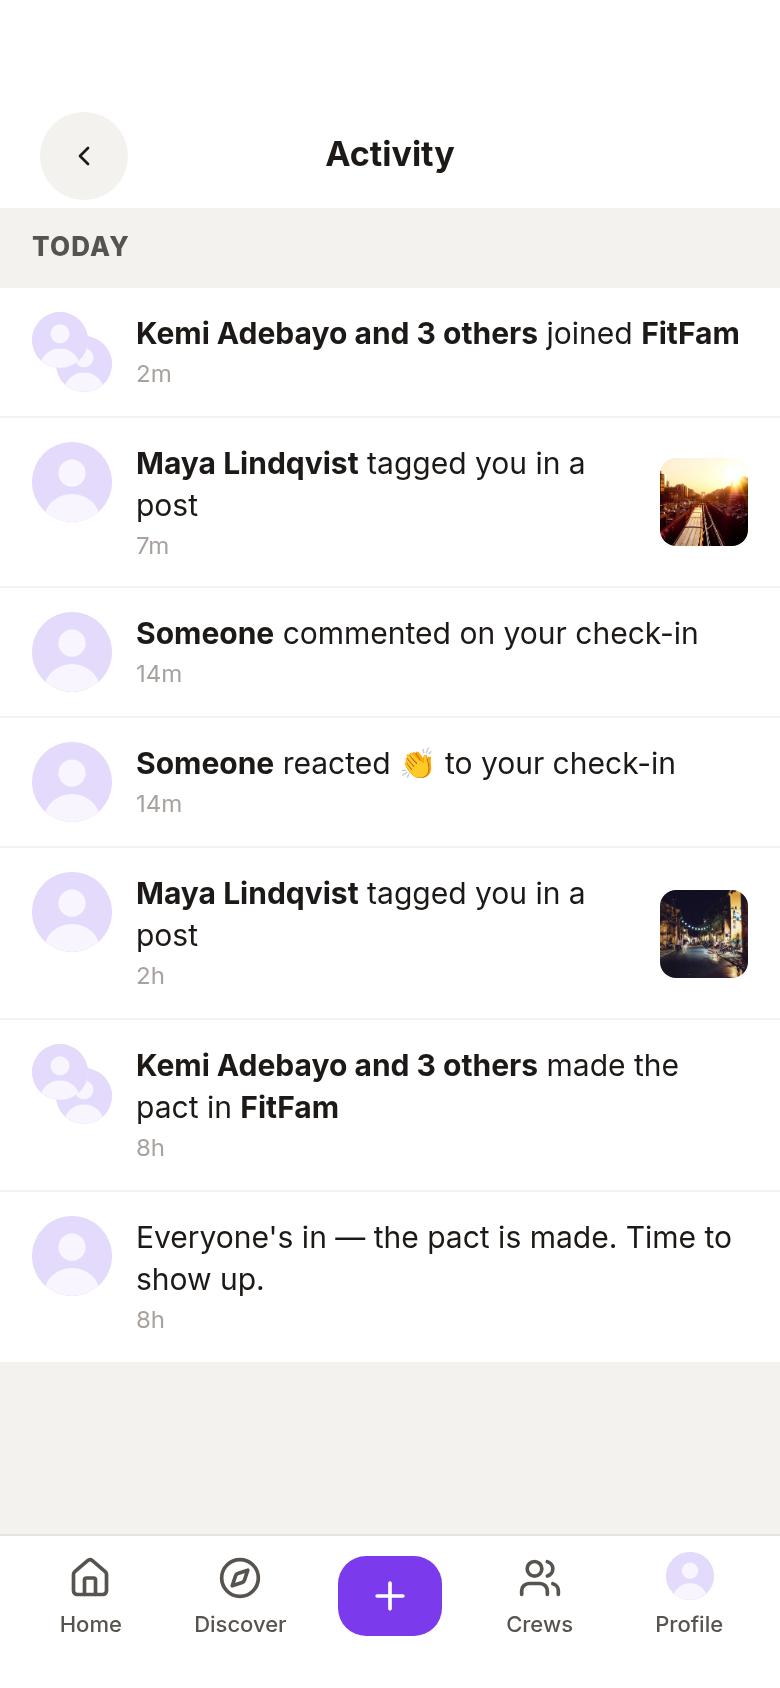 Activity
TODAY
Kemi Adebayo and 3 others joined FitFam
2m
Maya Lindqvist tagged you in a
post
7m
Someone commented on your check-in
14m
Someone reacted 👏 to your check-in
14m
Maya Lindqvist tagged you in a
post
2h
Kemi Adebayo and 3 others made the
pact in FitFam
8h
Everyone's in — the pact is made. Time to
show up.
8h
Home
Discover
Crews
Profile